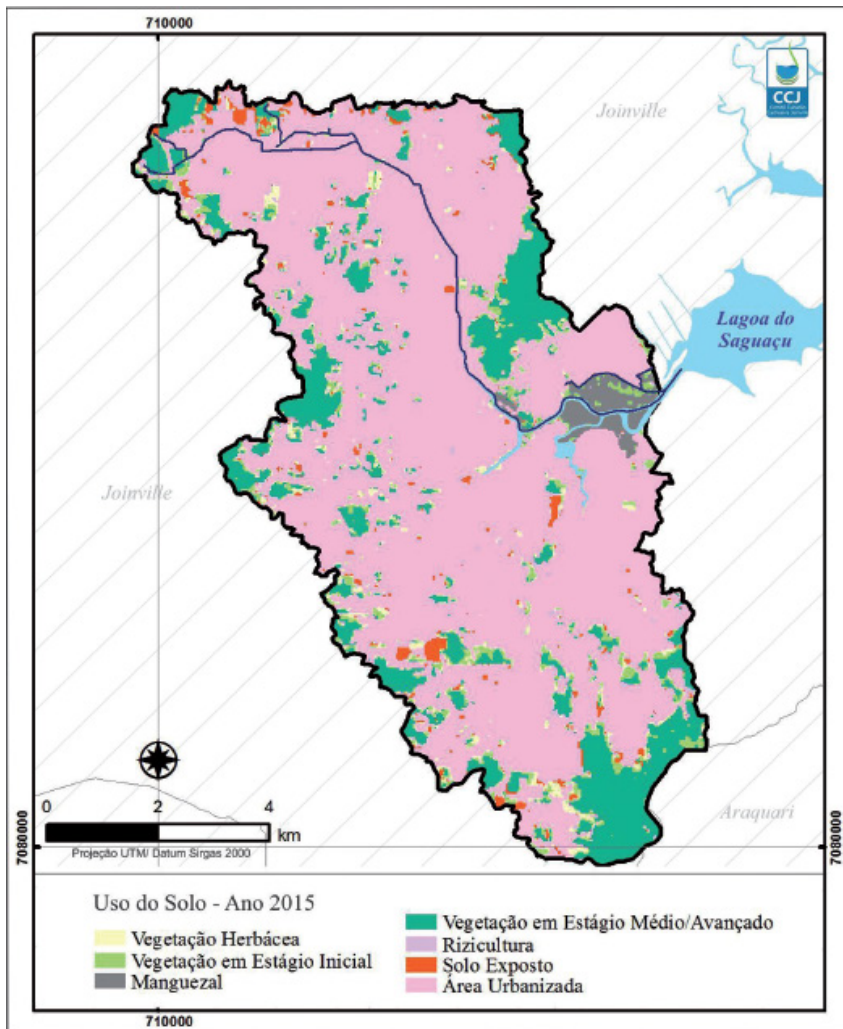 710000
CCJ
Joinville
Lagoa do
Saguaçu
Joinville
0 2 4
km
Projeção UTM/ Datum Sirgas 2000
Araquari
7080000
7080000
Uso do Solo - Ano 2015
Vegetação Herbácea
Vegetação em Estágio Inicial
Manguezal
Vegetação em Estágio Médio/Avançado
Rizicultura
Solo Exposto
Área Urbanizada
710000